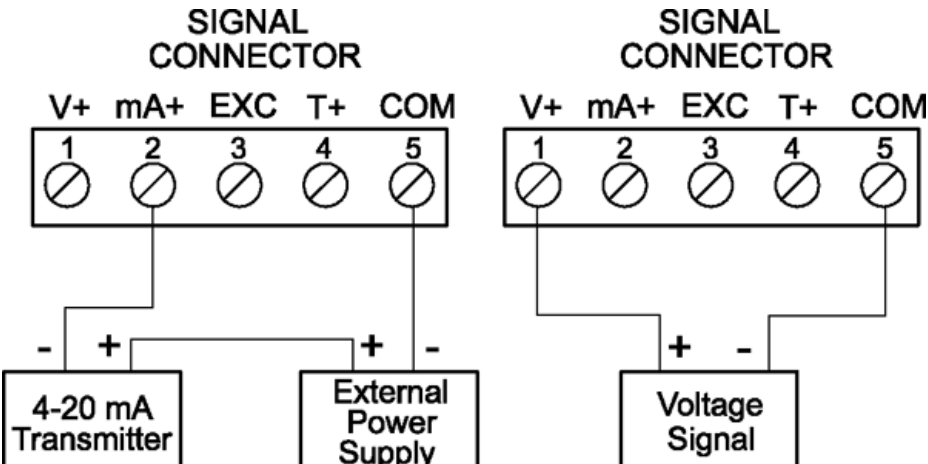 SIGNAL
CONNECTOR
V+ mA+ EXC T+ COM
1 2 3 4 5
- + + -
4-20 mA
Transmitter
External
Power
Supply
SIGNAL
CONNECTOR
V+ mA+ EXC T+ COM
1 2 3 4 5
+ -
Voltage
Signal